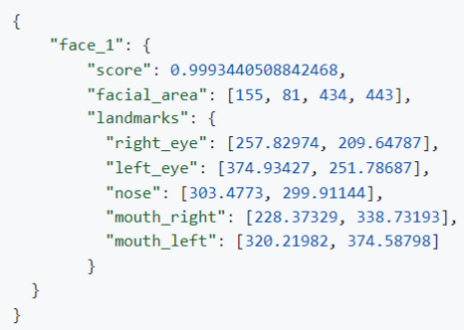 {
    "face_1": {
        "score": 0.9993440508842468,
        "facial_area": [155, 81, 434, 443],
        "landmarks": {
          "right_eye": [257.82974, 209.64787],
          "left_eye": [374.93427, 251.78687],
          "nose": [303.4773, 299.91144],
          "mouth_right": [228.37329, 338.73193],
          "mouth_left": [320.21982, 374.58798]
        }
  }
}